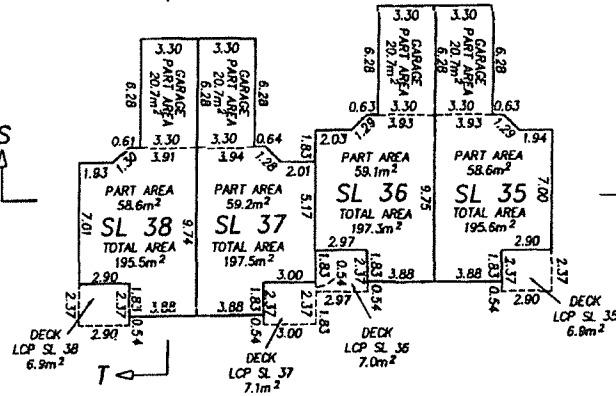 3.30 3.30
6.28 GARAGE PART AREA 20.7m² 6.28 GARAGE PART AREA 20.7m² 6.28
0.63 3.30 3.30 0.63
1.29 3.93 3.93 1.29
3.30 3.30
6.28 GARAGE PART AREA 20.7m² 6.28 GARAGE PART AREA 20.7m² 6.28
0.61 3.30 3.30 0.64
1.30 3.91 3.94 1.28
1.93 1.83 2.01 2.03 1.94
S
PART AREA
58.6m²
SL 38
TOTAL AREA
195.5m²
7.01 9.74
PART AREA
59.2m²
SL 37
TOTAL AREA
197.5m²
5.17
PART AREA
59.1m²
SL 36
TOTAL AREA
197.3m²
9.75
PART AREA
58.6m²
SL 35
TOTAL AREA
195.6m²
7.00
2.90 3.88 3.88 3.00 2.97 3.88 3.88 2.90
2.37 2.37 1.83 0.54 2.90
1.83 0.54 2.37 2.37 1.83 3.00
1.83 0.54 2.37 1.83 0.54 2.97
1.83 0.54 2.37 2.37 2.90
DECK
LCP SL 38
6.9m²
T
DECK
LCP SL 37
7.1m²
DECK
LCP SL 36
7.0m²
DECK
LCP SL 35
6.9m²